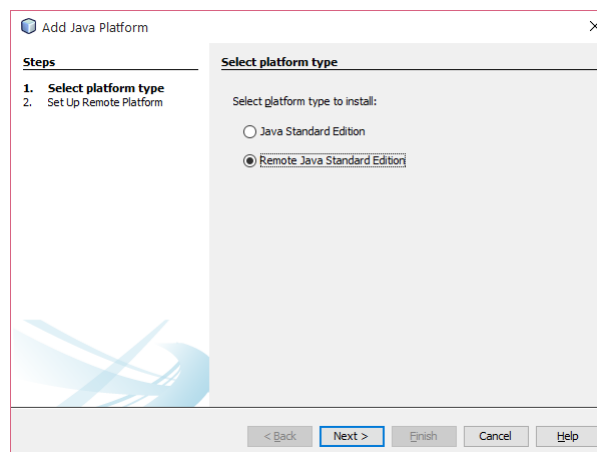 Add Java Platform
Steps
1. Select platform type
2. Set Up Remote Platform
Select platform type
Select platform type to install:
Java Standard Edition
Remote Java Standard Edition
< Back Next > Finish Cancel Help